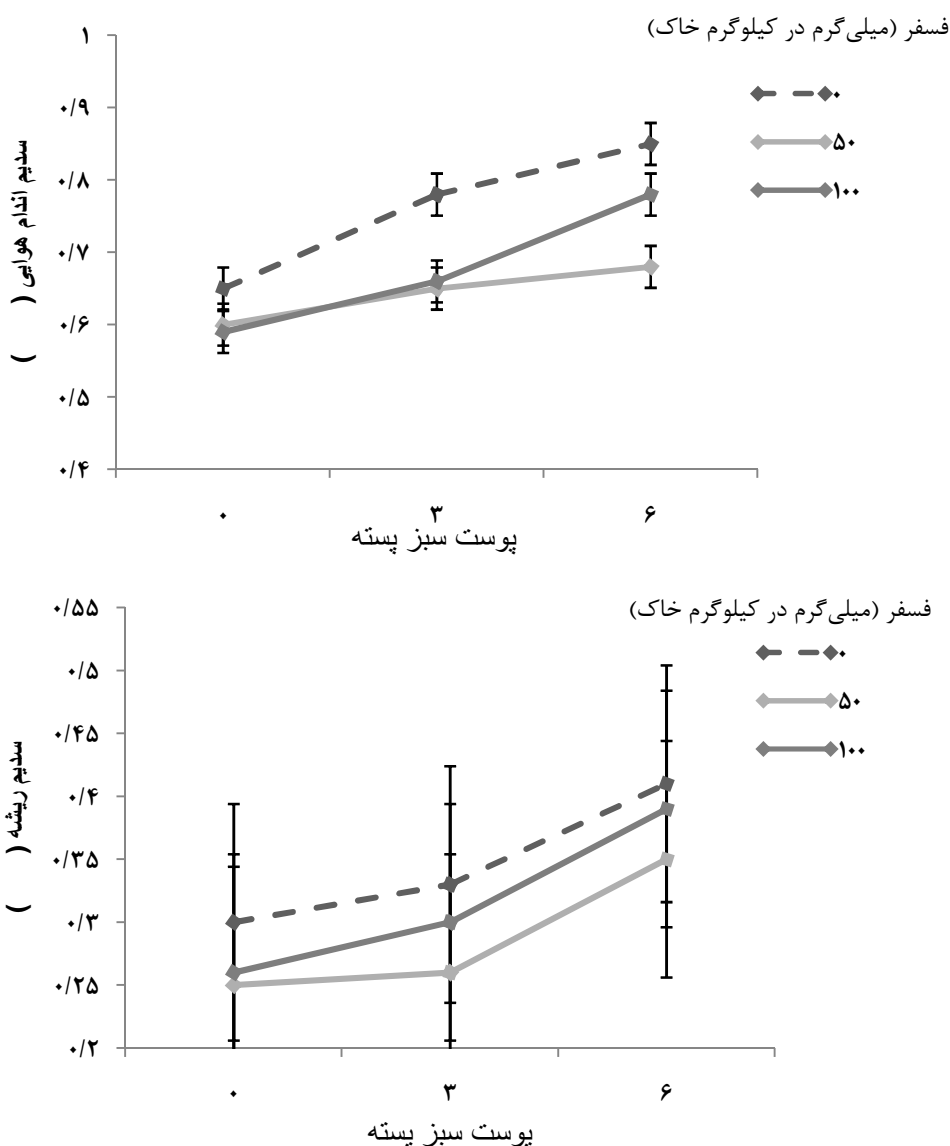 فسفر (میلی‌گرم در کیلوگرم خاک)
۰
۵۰
۱۰۰
۱
۰/۹
۰/۸
۰/۷
۰/۶
۰/۵
۰/۴
سدیم اندام هوایی ( )
۰ ۳ ۶
پوست سبز پسته
فسفر (میلی‌گرم در کیلوگرم خاک)
۰
۵۰
۱۰۰
۰/۵۵
۰/۵
۰/۴۵
۰/۴
۰/۳۵
۰/۳
۰/۲۵
۰/۲
سدیم ریشه ( )
۰ ۳ ۶
پوست سبز پسته